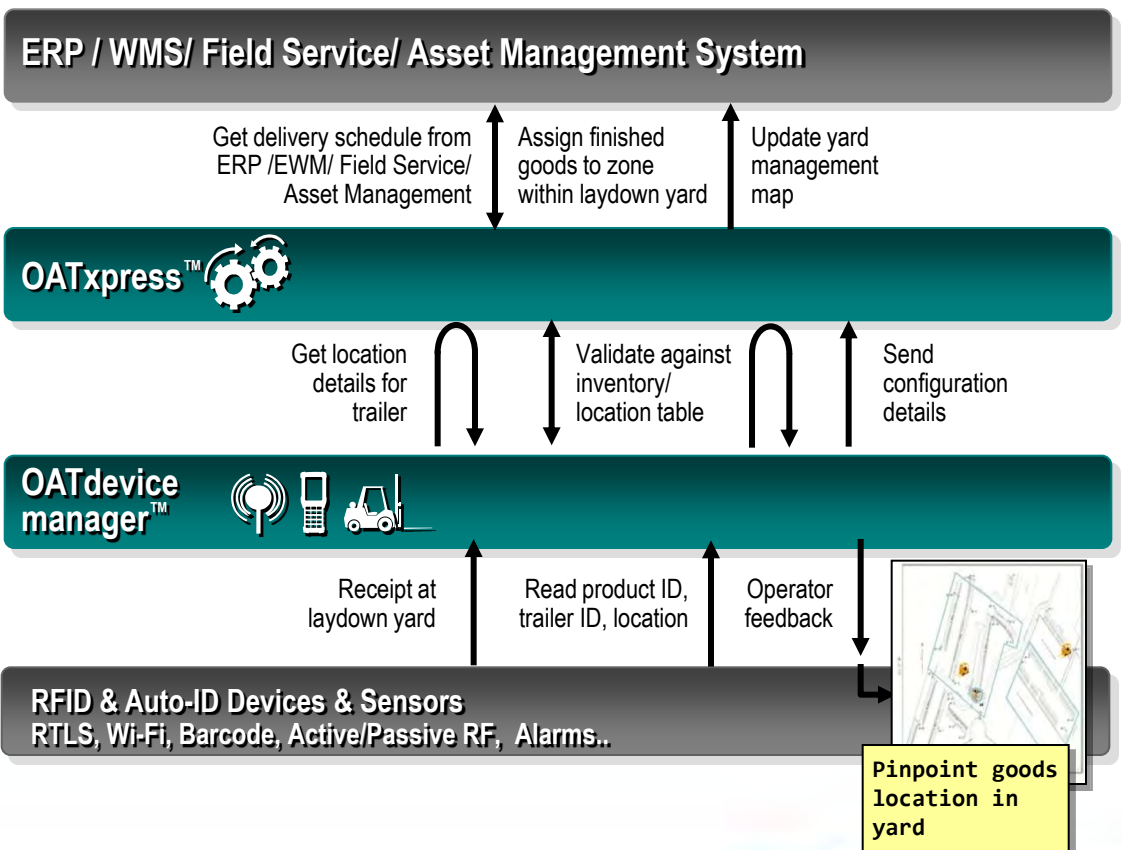 ERP / WMS/ Field Service/ Asset Management System
Get delivery schedule from
ERP /EWM/ Field Service/
Asset Management
Assign finished
goods to zone
within laydown yard
Update yard
management
map
OATxpress™
Get location
details for
trailer
Validate against
inventory/
location table
Send
configuration
details
OATdevice
manager™
Receipt at
laydown yard
Read product ID,
trailer ID, location
Operator
feedback
RFID & Auto-ID Devices & Sensors
RTLS, Wi-Fi, Barcode, Active/Passive RF, Alarms..
Pinpoint goods
location in
yard